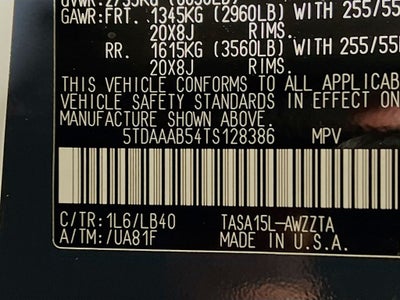 GAWR:FRT. 1345KG (2960LB) WITH 255/55
20X8J RIMS.
RR. 1615KG (3560LB) WITH 255/55
20X8J RIMS.
THIS VEHICLE CONFORMS TO ALL APPLICABL
VEHICLE SAFETY STANDARDS IN EFFECT ON
MANUFACTURE SHOWN ABOVE.
5TDAAAB54TS128386 MPV
C/TR:1L6/LB40 TASA15L-AWZZTA
A/TM:/UA81F MADE IN U.S.A.